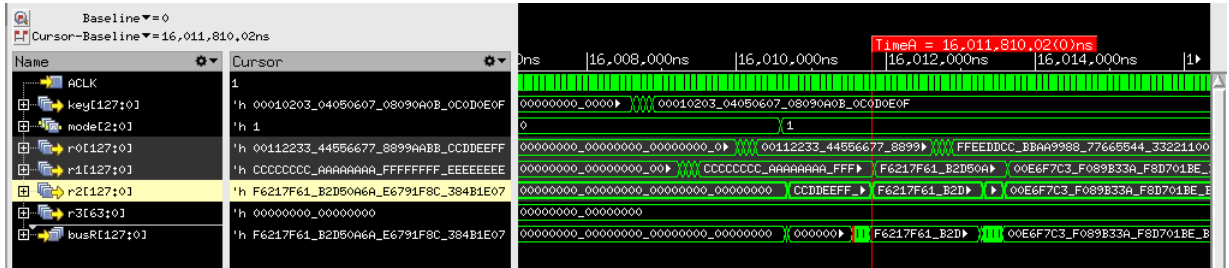 Baseline▼=0
Cursor-Baseline▼=16,011,810,02ns
TimeA = 16,011,810,02(0)ns
Name Cursor 0ns 16,008,000ns 16,010,000ns 16,012,000ns 16,014,000ns 1
ACLK 1
key[127:0] 'h 00010203_04050607_08090A0B_0C0D0E0F 00000000_0000 00010203_04050607_08090A0B_0C0D0E0F
mode[2:0] 'h 1 0 1
r0[127:0] 'h 00112233_44556677_8899AABB_CCDDEEFF 00000000_00000000_00000000_0 00112233_44556677_8899 FFEEDDCC_BBAA9988_77665544_33221100
r1[127:0] 'h CCCCCCCC_AAAAAAAA_FFFFFFFF_EEEEEEEE 00000000_00000000_00 CCCCCCCC_AAAAAAAA_FFF F6217F61_B2D50A 00E6F7C3_F089B33A_F8D701BE_
r2[127:0] 'h F6217F61_B2D50A6A_E6791F8C_384B1E07 00000000_00000000_00000000_00000000 CCDDEEFF_ F6217F61_B2D 00E6F7C3_F089B33A_F8D701BE_B
r3[63:0] 'h 00000000_00000000 00000000_00000000
busR[127:0] 'h F6217F61_B2D50A6A_E6791F8C_384B1E07 00000000_00000000_00000000_00000000 000000 F6217F61_B2D 00E6F7C3_F089B33A_F8D701BE_B